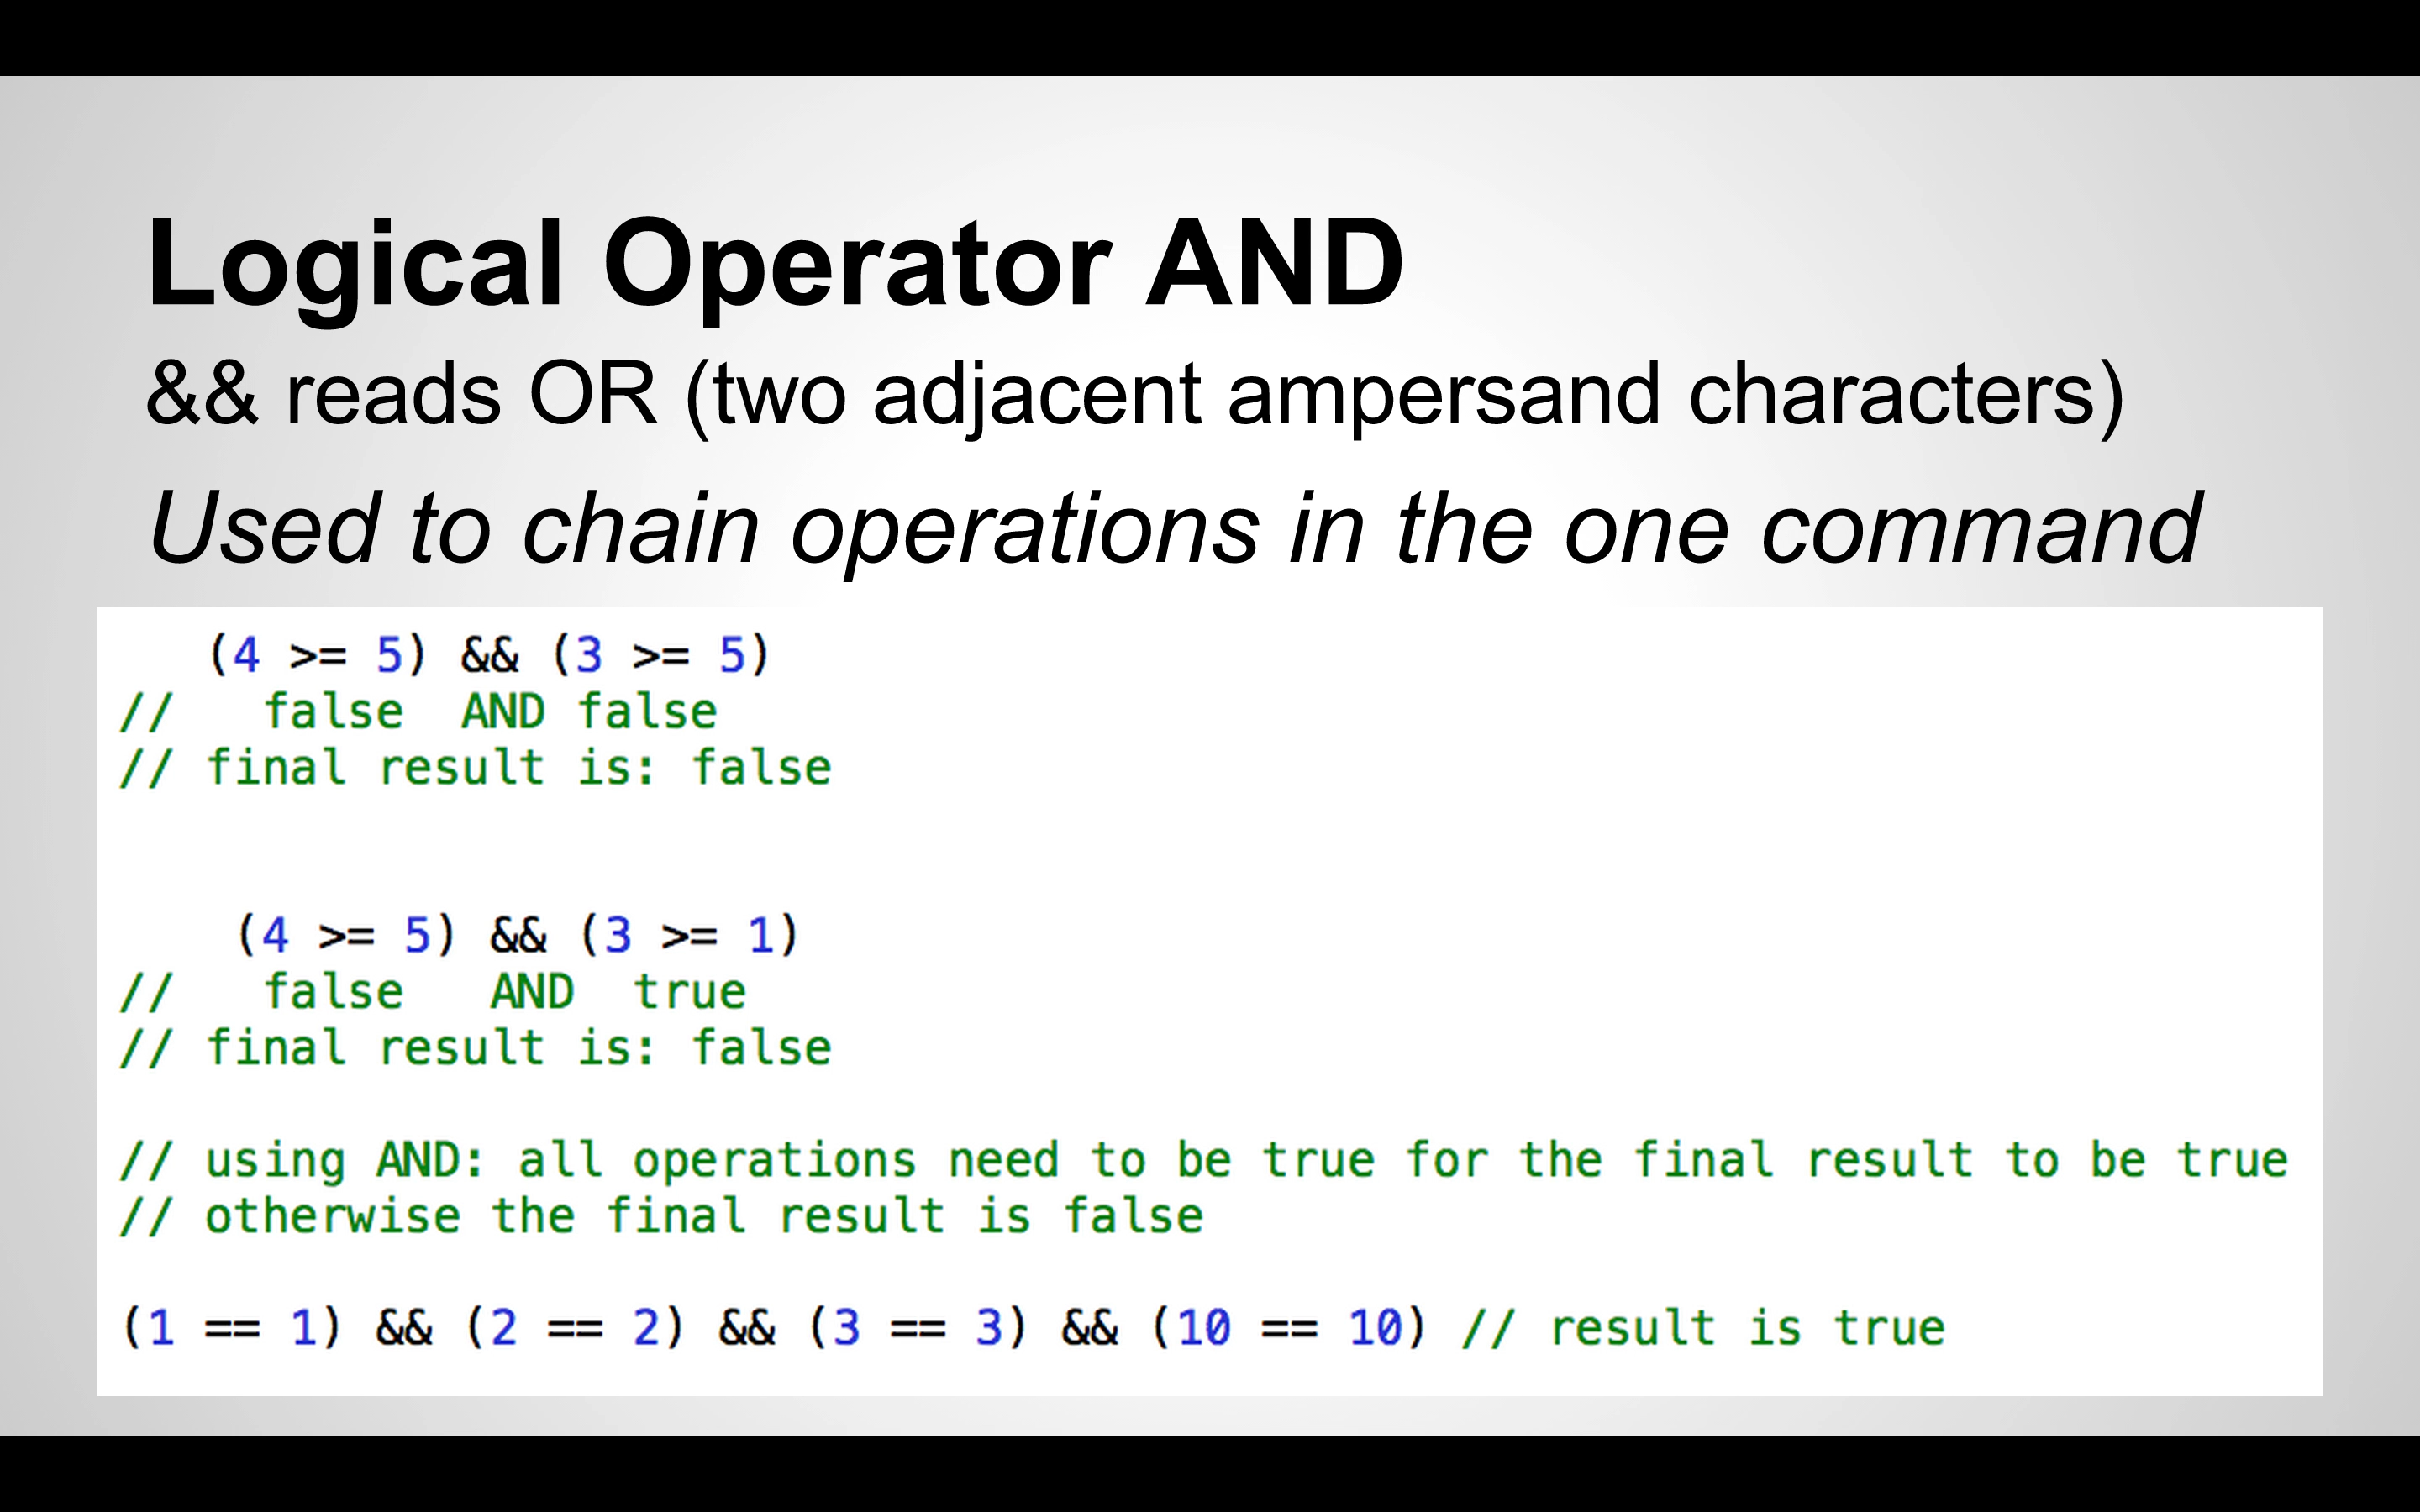 Logical Operator AND
&& reads OR (two adjacent ampersand characters)
Used to chain operations in the one command
(4 >= 5) && (3 >= 5)
//   false  AND false
// final result is: false
(4 >= 5) && (3 >= 1)
//   false   AND  true
// final result is: false
// using AND: all operations need to be true for the final result to be true
// otherwise the final result is false
(1 == 1) && (2 == 2) && (3 == 3) && (10 == 10) // result is true